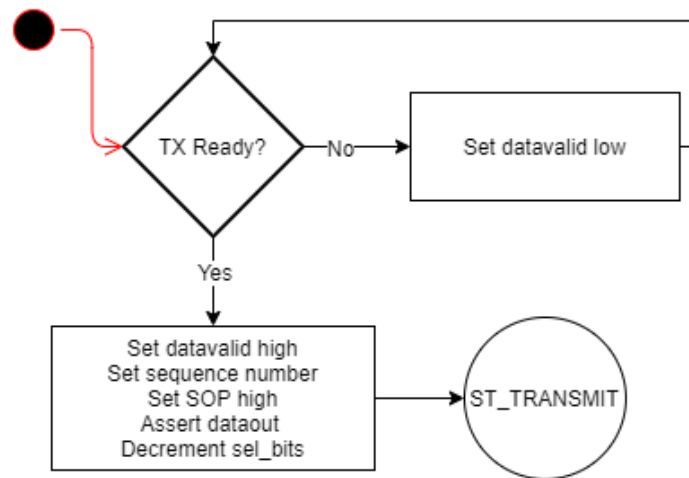 TX Ready?
No
Set datavalid low
Yes
Set datavalid high
Set sequence number
Set SOP high
Assert dataout
Decrement sel_bits
ST_TRANSMIT